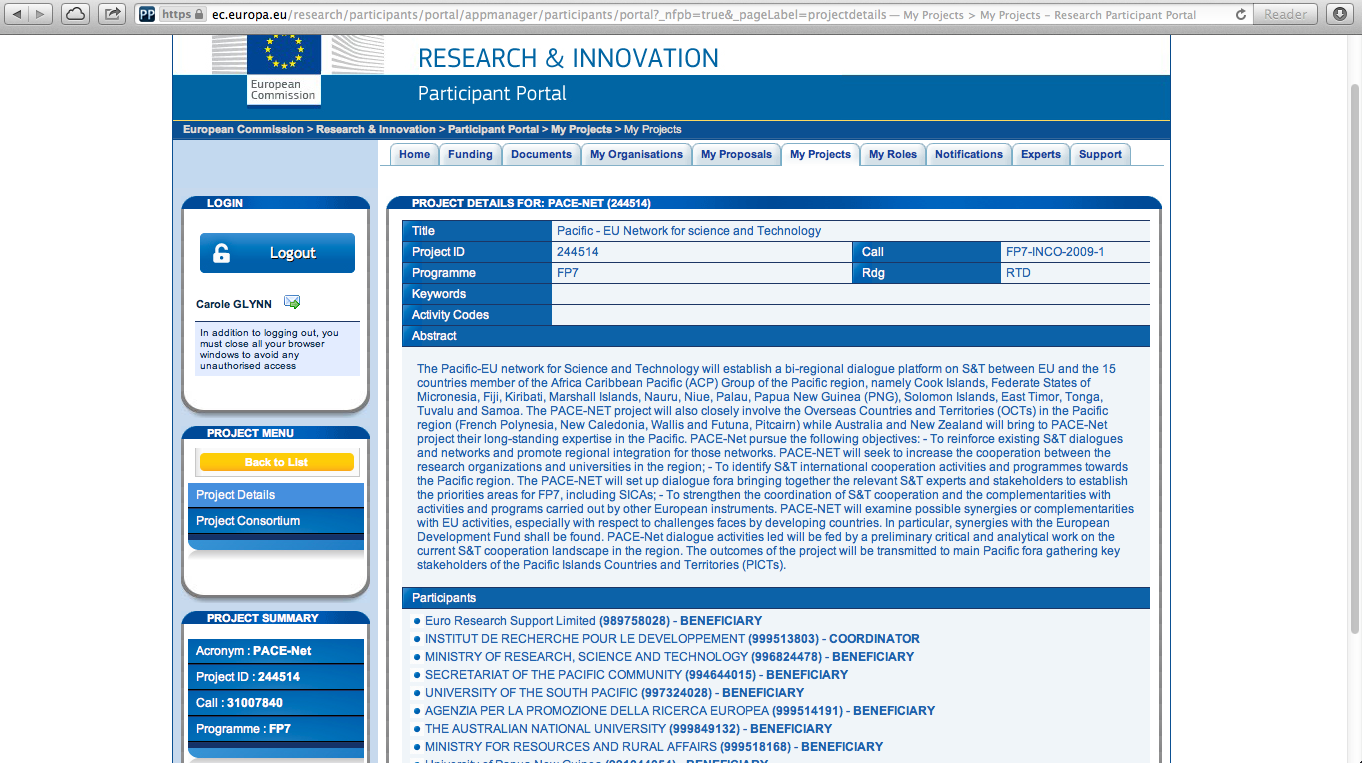 ec.europa.eu/research/participants/portal/appmanager/participants/portal?_nfpb=true&_pageLabel=projectdetails — My Projects > My Projects – Research Participant Portal
PP https
Reader
European
Commission
RESEARCH & INNOVATION
Participant Portal
European Commission > Research & Innovation > Participant Portal > My Projects > My Projects
Home Funding Documents My Organisations My Proposals My Projects My Roles Notifications Experts Support
LOGIN
Logout
Carole GLYNN
In addition to logging out, you
must close all your browser
windows to avoid any
unauthorised access
PROJECT MENU
Back to List
Project Details
Project Consortium
PROJECT SUMMARY
Acronym : PACE-Net
Project ID : 244514
Call : 31007840
Programme : FP7
PROJECT DETAILS FOR: PACE-NET (244514)
Title Pacific - EU Network for science and Technology
Project ID 244514 Call FP7-INCO-2009-1
Programme FP7 Rdg RTD
Keywords
Activity Codes
Abstract
The Pacific-EU network for Science and Technology will establish a bi-regional dialogue platform on S&T between EU and the 15
countries member of the Africa Caribbean Pacific (ACP) Group of the Pacific region, namely Cook Islands, Federate States of
Micronesia, Fiji, Kiribati, Marshall Islands, Nauru, Niue, Palau, Papua New Guinea (PNG), Solomon Islands, East Timor, Tonga,
Tuvalu and Samoa. The PACE-NET project will also closely involve the Overseas Countries and Territories (OCTs) in the Pacific
region (French Polynesia, New Caledonia, Wallis and Futuna, Pitcairn) while Australia and New Zealand will bring to PACE-Net
project their long-standing expertise in the Pacific. PACE-Net pursue the following objectives: - To reinforce existing S&T dialogues
and networks and promote regional integration for those networks. PACE-NET will seek to increase the cooperation between the
research organizations and universities in the region; - To identify S&T international cooperation activities and programmes towards
the Pacific region. The PACE-NET will set up dialogue fora bringing together the relevant S&T experts and stakeholders to establish
the priorities areas for FP7, including SICAs; - To strengthen the coordination of S&T cooperation and the complementarities with
activities and programs carried out by other European instruments. PACE-NET will examine possible synergies or complementarities
with EU activities, especially with respect to challenges faces by developing countries. In particular, synergies with the European
Development Fund shall be found. PACE-Net dialogue activities led will be fed by a preliminary critical and analytical work on the
current S&T cooperation landscape in the region. The outcomes of the project will be transmitted to main Pacific fora gathering key
stakeholders of the Pacific Islands Countries and Territories (PICTs).
Participants
Euro Research Support Limited (989758028) - BENEFICIARY
INSTITUT DE RECHERCHE POUR LE DEVELOPPEMENT (999513803) - COORDINATOR
MINISTRY OF RESEARCH, SCIENCE AND TECHNOLOGY (996824478) - BENEFICIARY
SECRETARIAT OF THE PACIFIC COMMUNITY (994644015) - BENEFICIARY
UNIVERSITY OF THE SOUTH PACIFIC (997324028) - BENEFICIARY
AGENZIA PER LA PROMOZIONE DELLA RICERCA EUROPEA (999514191) - BENEFICIARY
THE AUSTRALIAN NATIONAL UNIVERSITY (999849132) - BENEFICIARY
MINISTRY FOR RESOURCES AND RURAL AFFAIRS (999518168) - BENEFICIARY